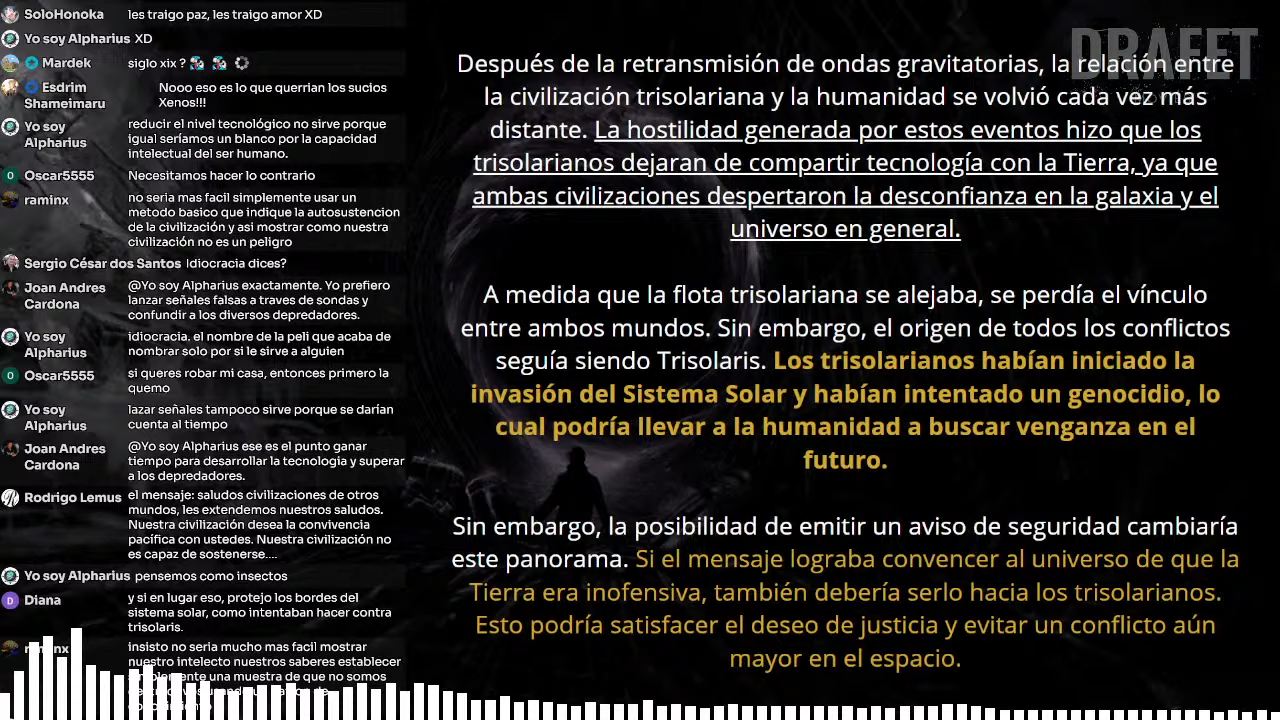 SoloHonoka les traigo paz, les traigo amor XD
Yo soy Alpharius XD
Mardek siglo xix ?
Esdrim Shameimaru Nooo eso es lo que querrian los sucios
Xenos!!!
Yo soy Alpharius reducir el nivel tecnológico no sirve porque
igual seríamos un blanco por la capacidad
intelectual del ser humano.
Oscar5555 Necesitamos hacer lo contrario
raminx no seria mas facil simplemente usar un
metodo basico que indique la autosustencion
de la civilización y asi mostrar como nuestra
civilización no es un peligro
Sergio César dos Santos Idiocracia dices?
Joan Andres Cardona @Yo soy Alpharius exactamente. Yo prefiero
lanzar señales falsas a traves de sondas y
confundir a los diversos depredadores.
Yo soy Alpharius idiocracia. el nombre de la peli que acaba de
nombrar solo por si le sirve a alguien
Oscar5555 si queres robar mi casa, entonces primero la
quemo
Yo soy Alpharius lazar señales tampoco sirve porque se darían
cuenta al tiempo
Joan Andres Cardona @Yo soy Alpharius ese es el punto ganar
tiempo para desarrollar la tecnologia y superar
a los depredadores.
Rodrigo Lemus el mensaje: saludos civilizaciones de otros
mundos, les extendemos nuestros saludos.
Nuestra civilización desea la convivencia
pacífica con ustedes. Nuestra civilización no
es capaz de sostenerse....
Yo soy Alpharius pensemos como insectos
Diana y si en lugar eso, protejo los bordes del
sistema solar, como intentaban hacer contra
trisolaris.
raminx insisto no seria mucho mas facil mostrar
nuestro intelecto nuestros saberes establecer
simplemente una muestra de que no somos
DRAFET
Después de la retransmisión de ondas gravitatorias, la relación entre
la civilización trisolariana y la humanidad se volvió cada vez más
distante. La hostilidad generada por estos eventos hizo que los
trisolarianos dejaran de compartir tecnología con la Tierra, ya que
ambas civilizaciones despertaron la desconfianza en la galaxia y el
universo en general.
A medida que la flota trisolariana se alejaba, se perdía el vínculo
entre ambos mundos. Sin embargo, el origen de todos los conflictos
seguía siendo Trisolaris. Los trisolarianos habían iniciado la
invasión del Sistema Solar y habían intentado un genocidio, lo
cual podría llevar a la humanidad a buscar venganza en el
futuro.
Sin embargo, la posibilidad de emitir un aviso de seguridad cambiaría
este panorama. Si el mensaje lograba convencer al universo de que la
Tierra era inofensiva, también debería serlo hacia los trisolarianos.
Esto podría satisfacer el deseo de justicia y evitar un conflicto aún
mayor en el espacio.